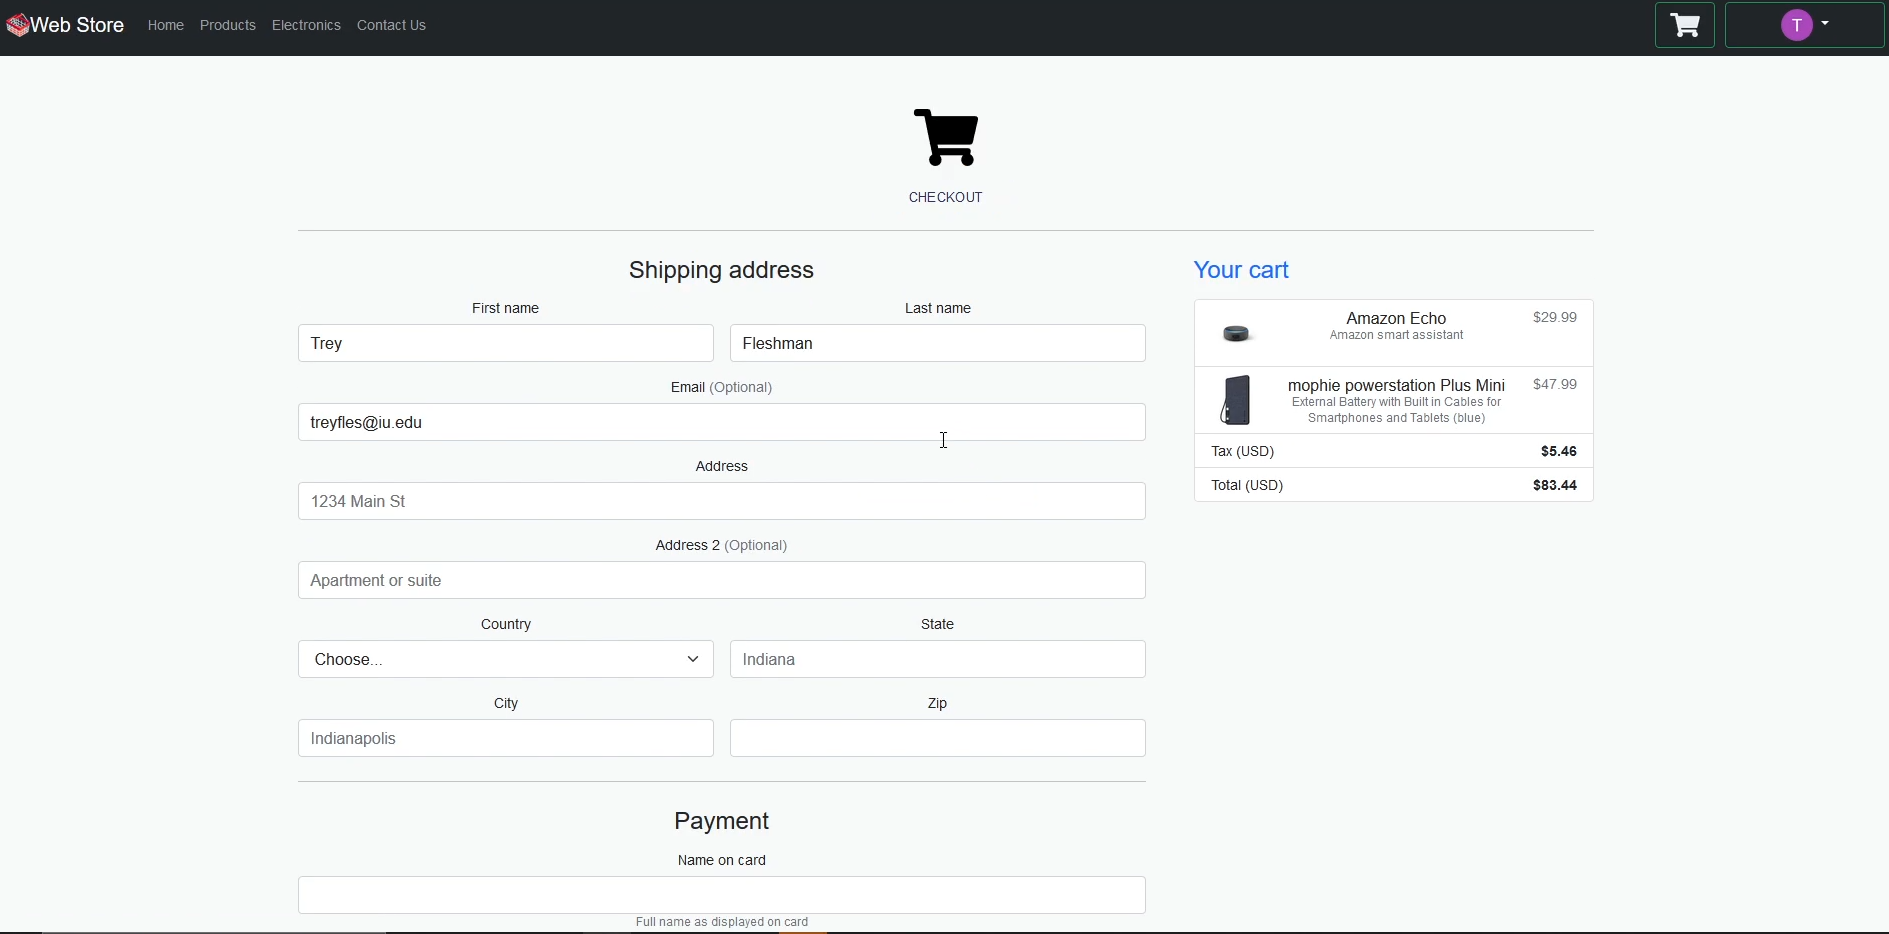 Web Store Home Products Electronics Contact Us T
CHECKOUT
Shipping address
First name Last name
Trey Fleshman
Email (Optional)
treyfles@iu.edu
Address
1234 Main St
Address 2 (Optional)
Apartment or suite
Country State
Choose... Indiana
City Zip
Indianapolis
Payment
Name on card
Full name as displayed on card
Your cart
Amazon Echo $29.99
Amazon smart assistant
mophie powerstation Plus Mini $47.99
External Battery with Built in Cables for
Smartphones and Tablets (blue)
Tax (USD) $5.46
Total (USD) $83.44